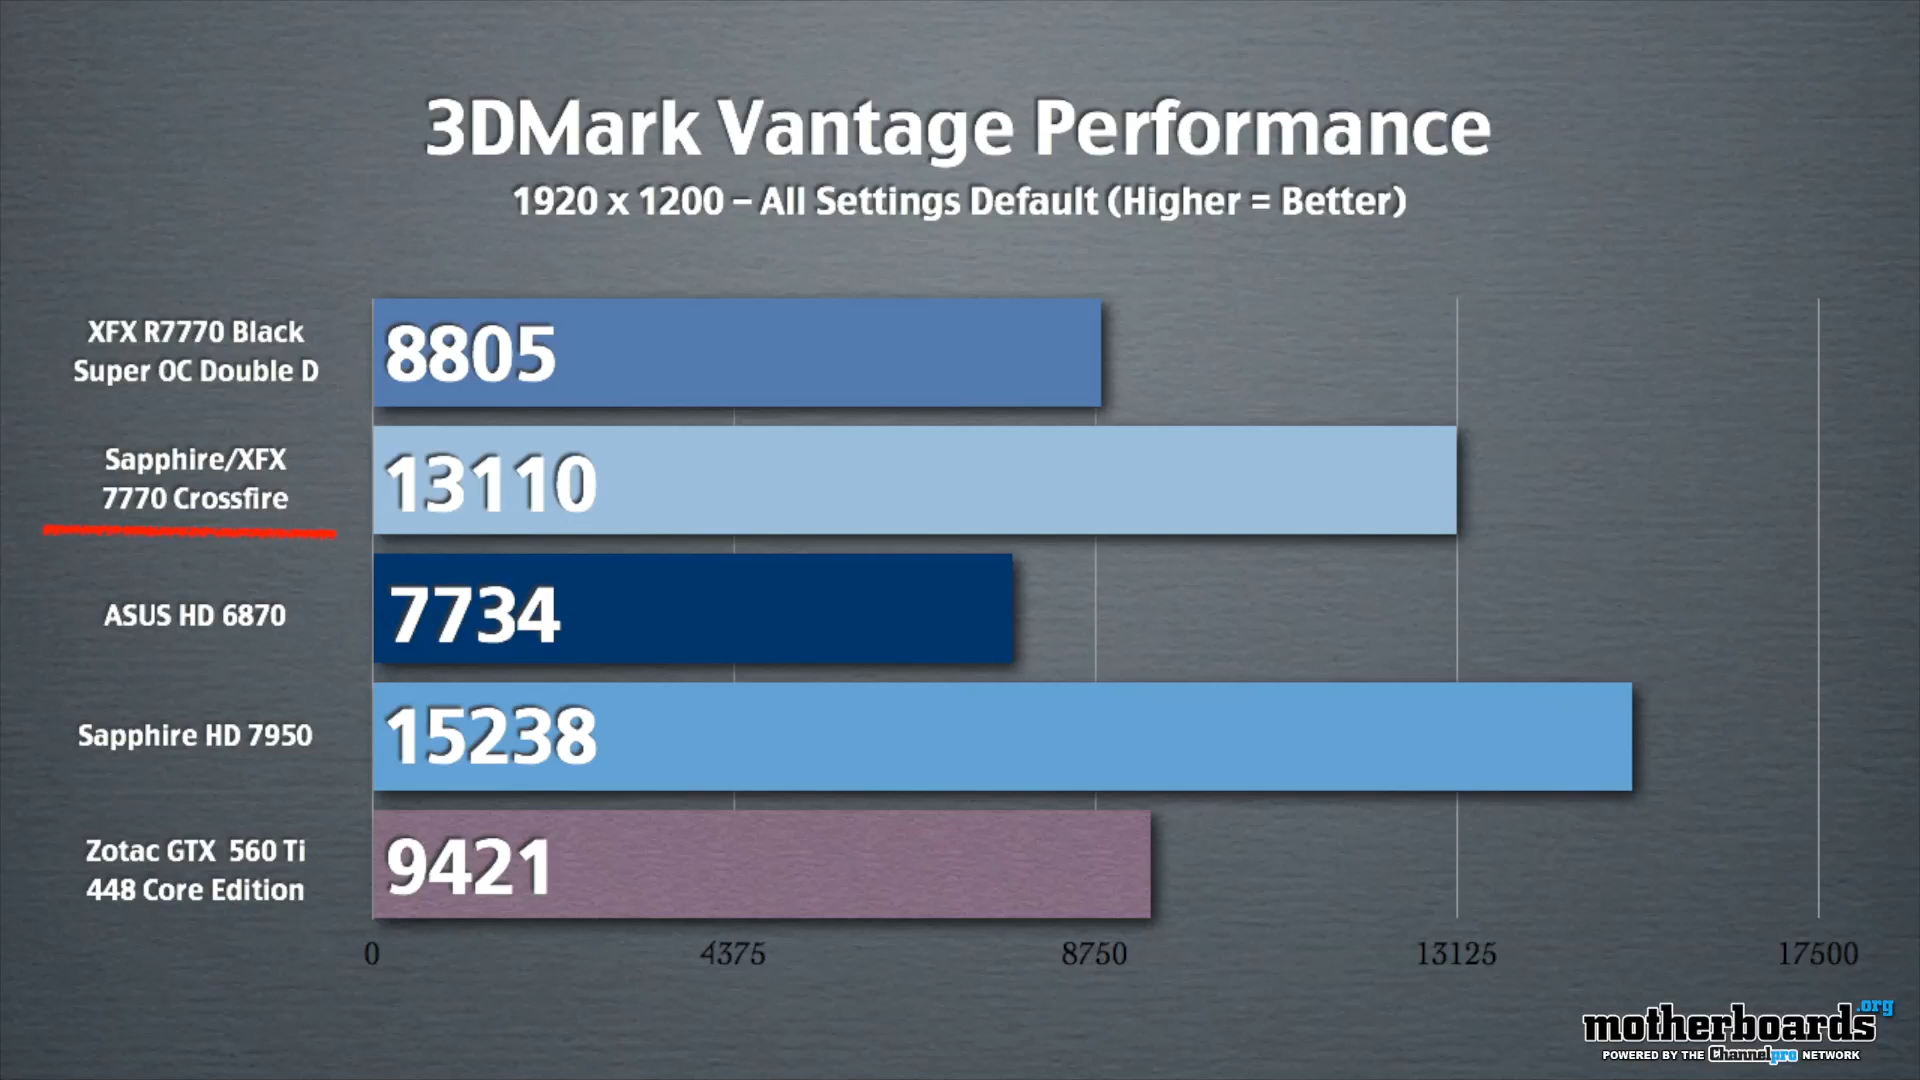 3DMark Vantage Performance
1920 x 1200 – All Settings Default (Higher = Better)
XFX R7770 Black
Super OC Double D
8805
Sapphire/XFX
7770 Crossfire
13110
ASUS HD 6870
7734
Sapphire HD 7950
15238
Zotac GTX  560 Ti
448 Core Edition
9421
0 4375 8750 13125 17500
motherboards.org
POWERED BY THE Channelpro NETWORK